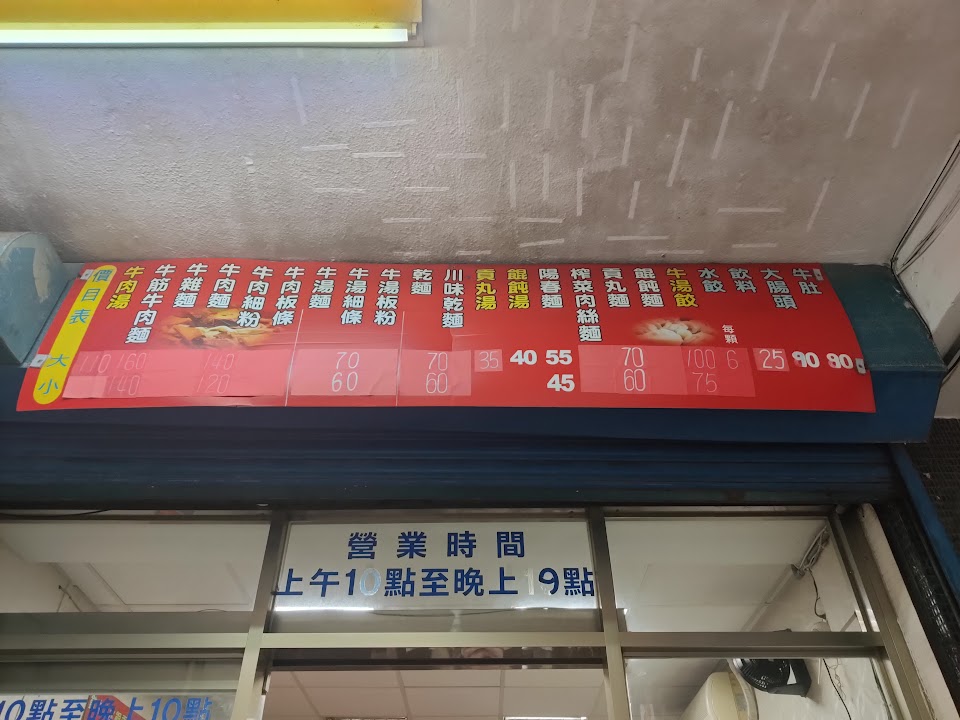 價目表 大 小
牛肉湯
牛筋牛肉麵
牛雜麵
牛肉麵
牛肉細粉
牛肉板條
牛湯麵
牛湯細條
牛湯板粉
乾麵
川味乾麵
貢丸湯
餛飩湯
陽春麵
榨菜肉絲麵
貢丸麵
餛飩麵
牛湯餃
水餃
每顆
飲料
大腸頭
牛肚
110 160 140 70 70 35 40 55 70 100 6 25 90 90
140 120 60 60 45 60 75
營業時間
上午10點至晚上19點
10點至晚上10點